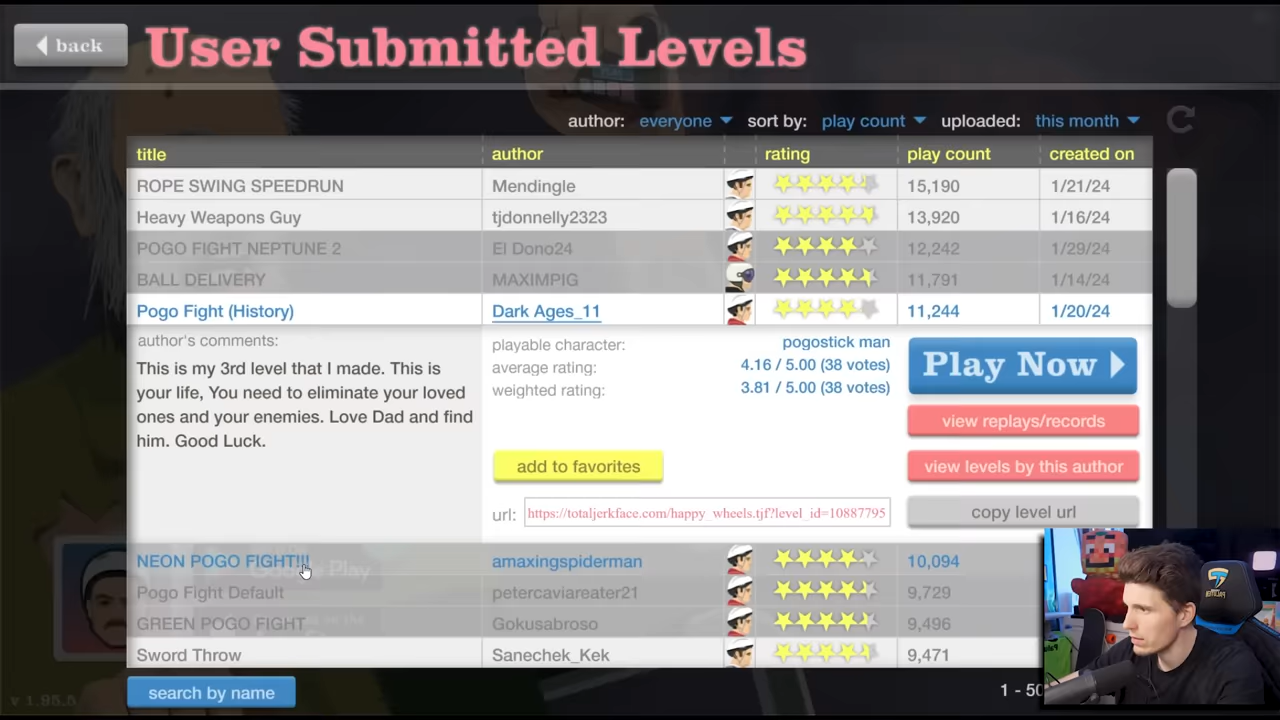 back
User Submitted Levels
author: everyone sort by: play count uploaded: this month
title author rating play count created on
ROPE SWING SPEEDRUN Mendingle 15,190 1/21/24
Heavy Weapons Guy tjdonnelly2323 13,920 1/16/24
POGO FIGHT NEPTUNE 2 El Dono24 12,242 1/29/24
BALL DELIVERY MAXIMPIG 11,791 1/14/24
Pogo Fight (History) Dark Ages_11 11,244 1/20/24
author's comments:
This is my 3rd level that I made. This is
your life, You need to eliminate your loved
ones and your enemies. Love Dad and find
him. Good Luck.
playable character: pogostick man
average rating: 4.16 / 5.00 (38 votes)
weighted rating: 3.81 / 5.00 (38 votes)
add to favorites
url: https://totaljerkface.com/happy_wheels.tjf?level_id=10887795
Play Now
view replays/records
view levels by this author
copy level url
NEON POGO FIGHT!!! amaxingspiderman 10,094
Pogo Fight Default petercaviareater21 9,729
GREEN POGO FIGHT Gokusabroso 9,496
Sword Throw Sanechek_Kek 9,471
search by name
1 - 50
v 1.95.5